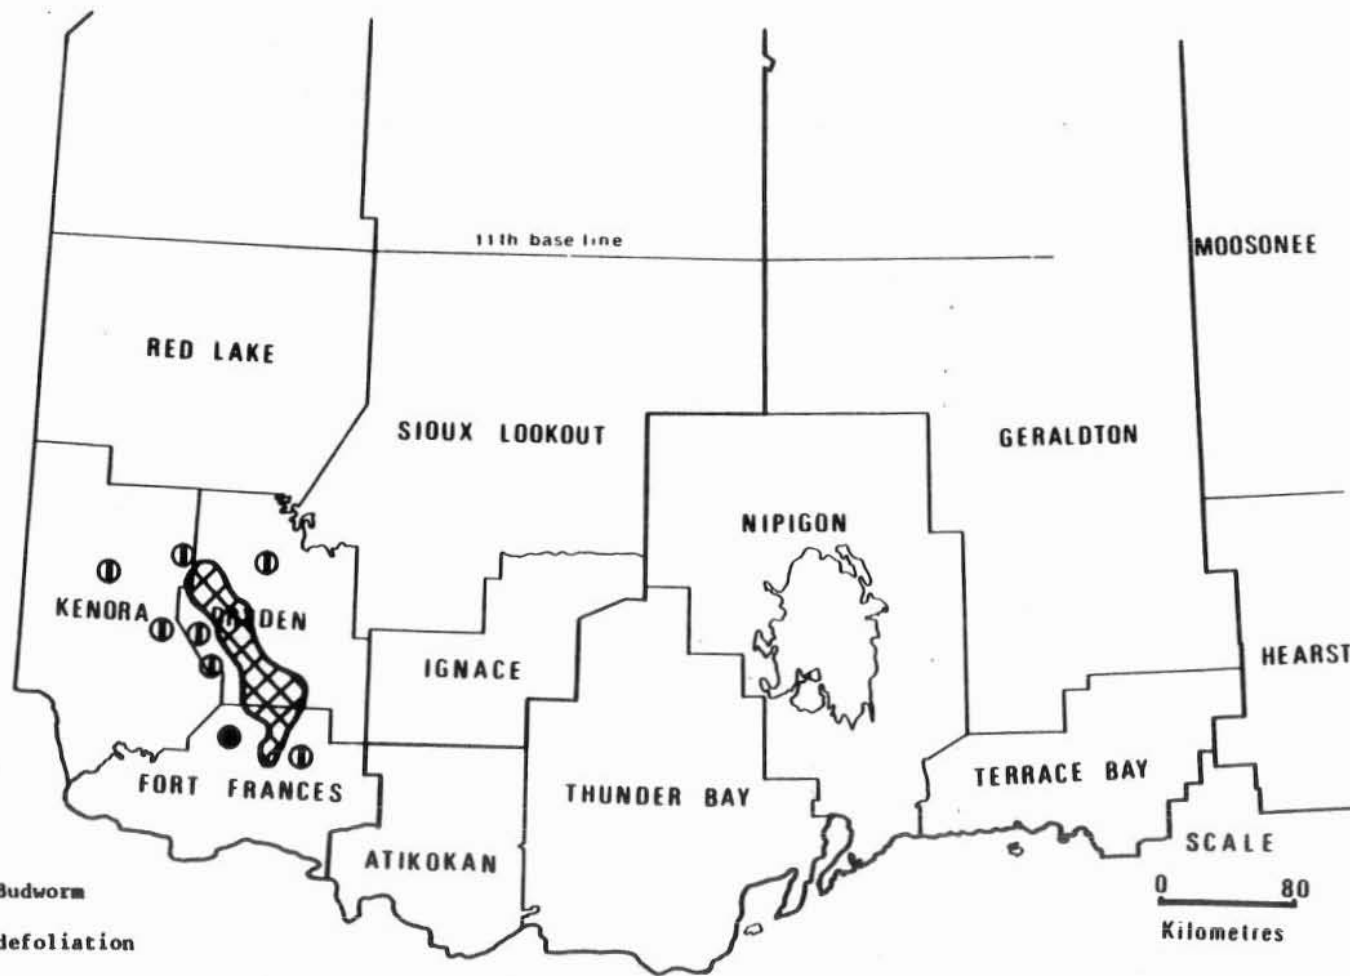 11th base line
MOOSONEE
RED LAKE
SIOUX LOOKOUT
GERALDTON
NIPIGON
KENORA
DRYDEN
IGNACE
HEARST
FORT FRANCES
THUNDER BAY
TERRACE BAY
ATIKOKAN
SCALE
0 80
Kilometres
Budworm
defoliation